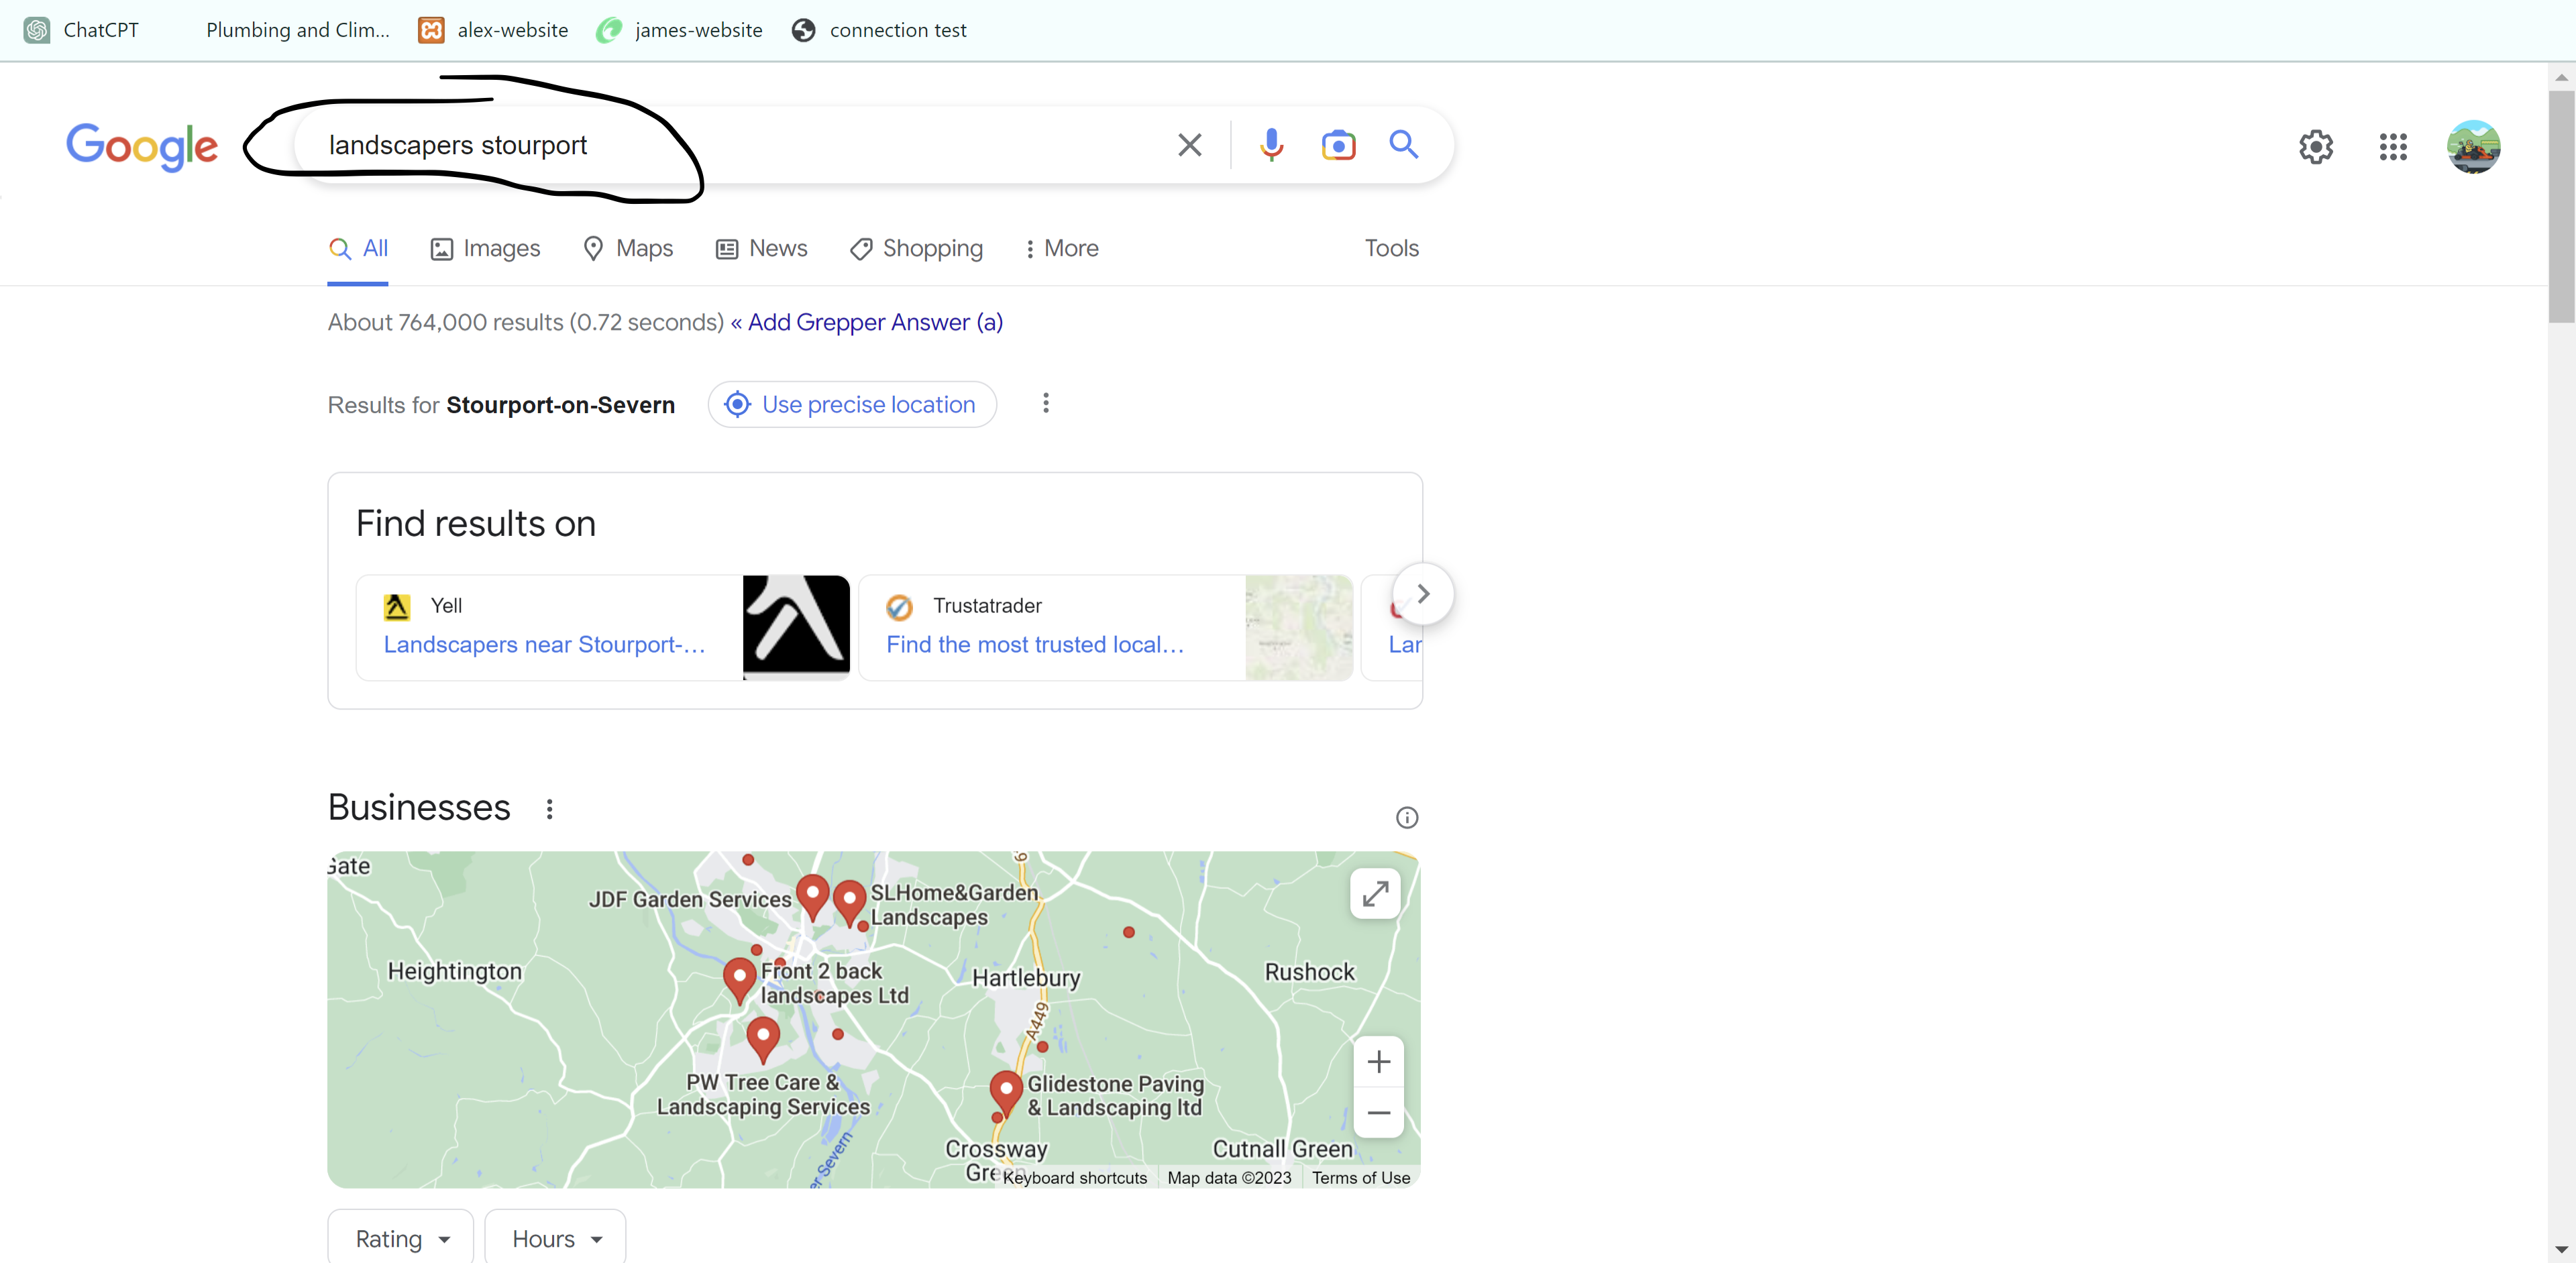 ChatCPT
Plumbing and Clim...
alex-website
james-website
connection test
Google
landscapers stourport
All
Images
Maps
News
Shopping
More
Tools
About 764,000 results (0.72 seconds) « Add Grepper Answer (a)
Results for Stourport-on-Severn
Use precise location
Find results on
Yell
Landscapers near Stourport-...
Trustatrader
Find the most trusted local...
Lar
Businesses
Gate
JDF Garden Services
SLHome&Garden
Landscapes
Heightington
Front 2 back
landscapes Ltd
Hartlebury
Rushock
A449
PW Tree Care &
Landscaping Services
Glidestone Paving
& Landscaping ltd
Crossway
Green
Cutnall Green
er Severn
Keyboard shortcuts
Map data ©2023
Terms of Use
Rating
Hours